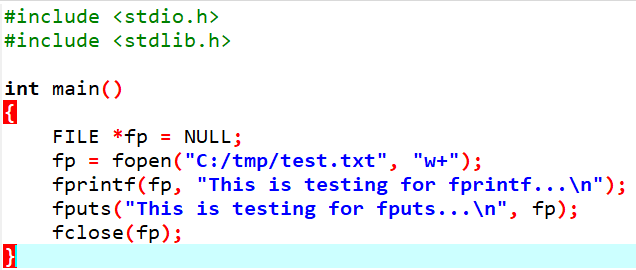 #include <stdio.h>
#include <stdlib.h>

int main()
{
    FILE *fp = NULL;
    fp = fopen("C:/tmp/test.txt", "w+");
    fprintf(fp, "This is testing for fprintf...\n");
    fputs("This is testing for fputs...\n", fp);
    fclose(fp);
}